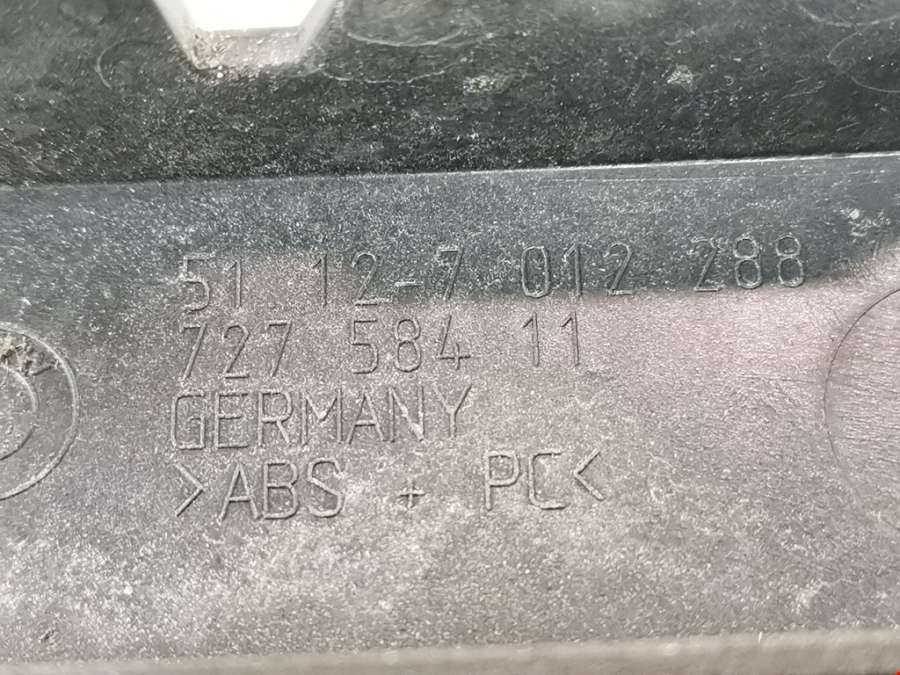 51 12-7 012 288
727 584 11
GERMANY
>ABS + PC<